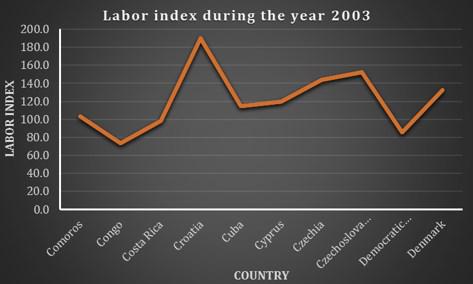 Labor index during the year 2003
LABOR INDEX
200.0
180.0
160.0
140.0
120.0
100.0
80.0
60.0
40.0
20.0
0.0
Comoros
Congo
Costa Rica
Croatia
Cuba
Cyprus
Czechia
Czechoslova...
Democratic...
Denmark
COUNTRY